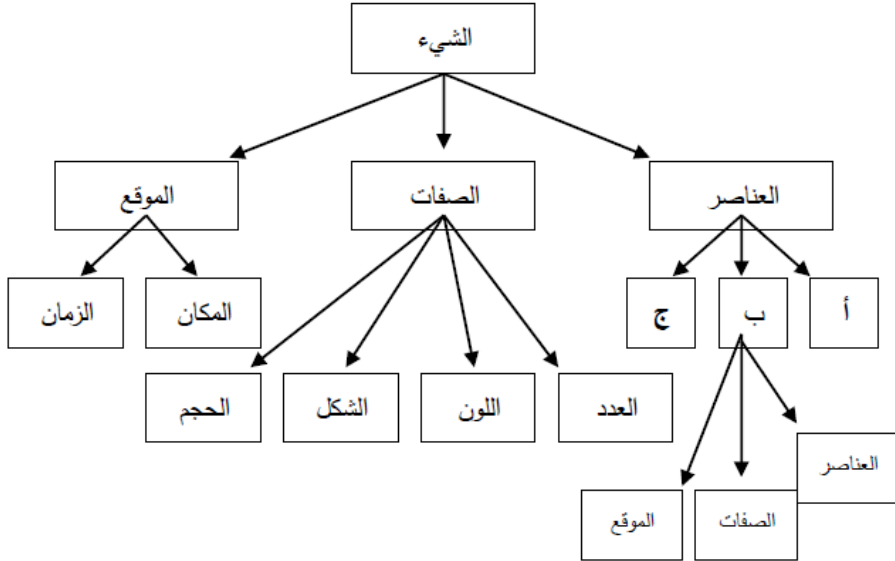 الشيء
العناصر
الصفات
الموقع
أ
ب
ج
المكان
الزمان
العدد
اللون
الشكل
الحجم
العناصر
الصفات
الموقع